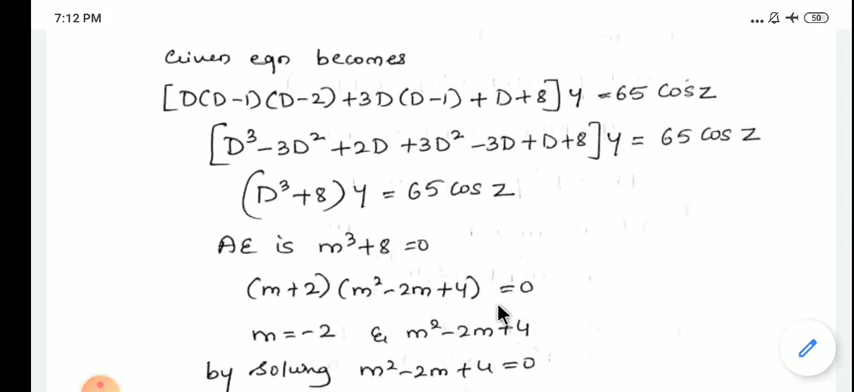 7:12 PM
... 50
Given eqn becomes
[D(D-1)(D-2)+3D(D-1)+D+8]y =65 cosz
[D³-3D²+2D+3D²-3D+D+8]y = 65 cos z
(D³+8)y = 65 cos z
AE is m³+8 =0
(m+2)(m²-2m+4) =0
m=-2 & m²-2m+4
by solving m²-2m+4=0